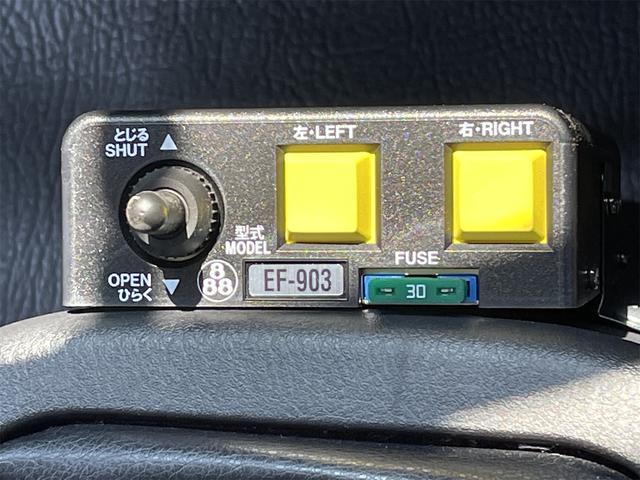 とじる
SHUT
左・LEFT
右・RIGHT
型式
MODEL
FUSE
OPEN
ひらく
8
88
EF-903
30